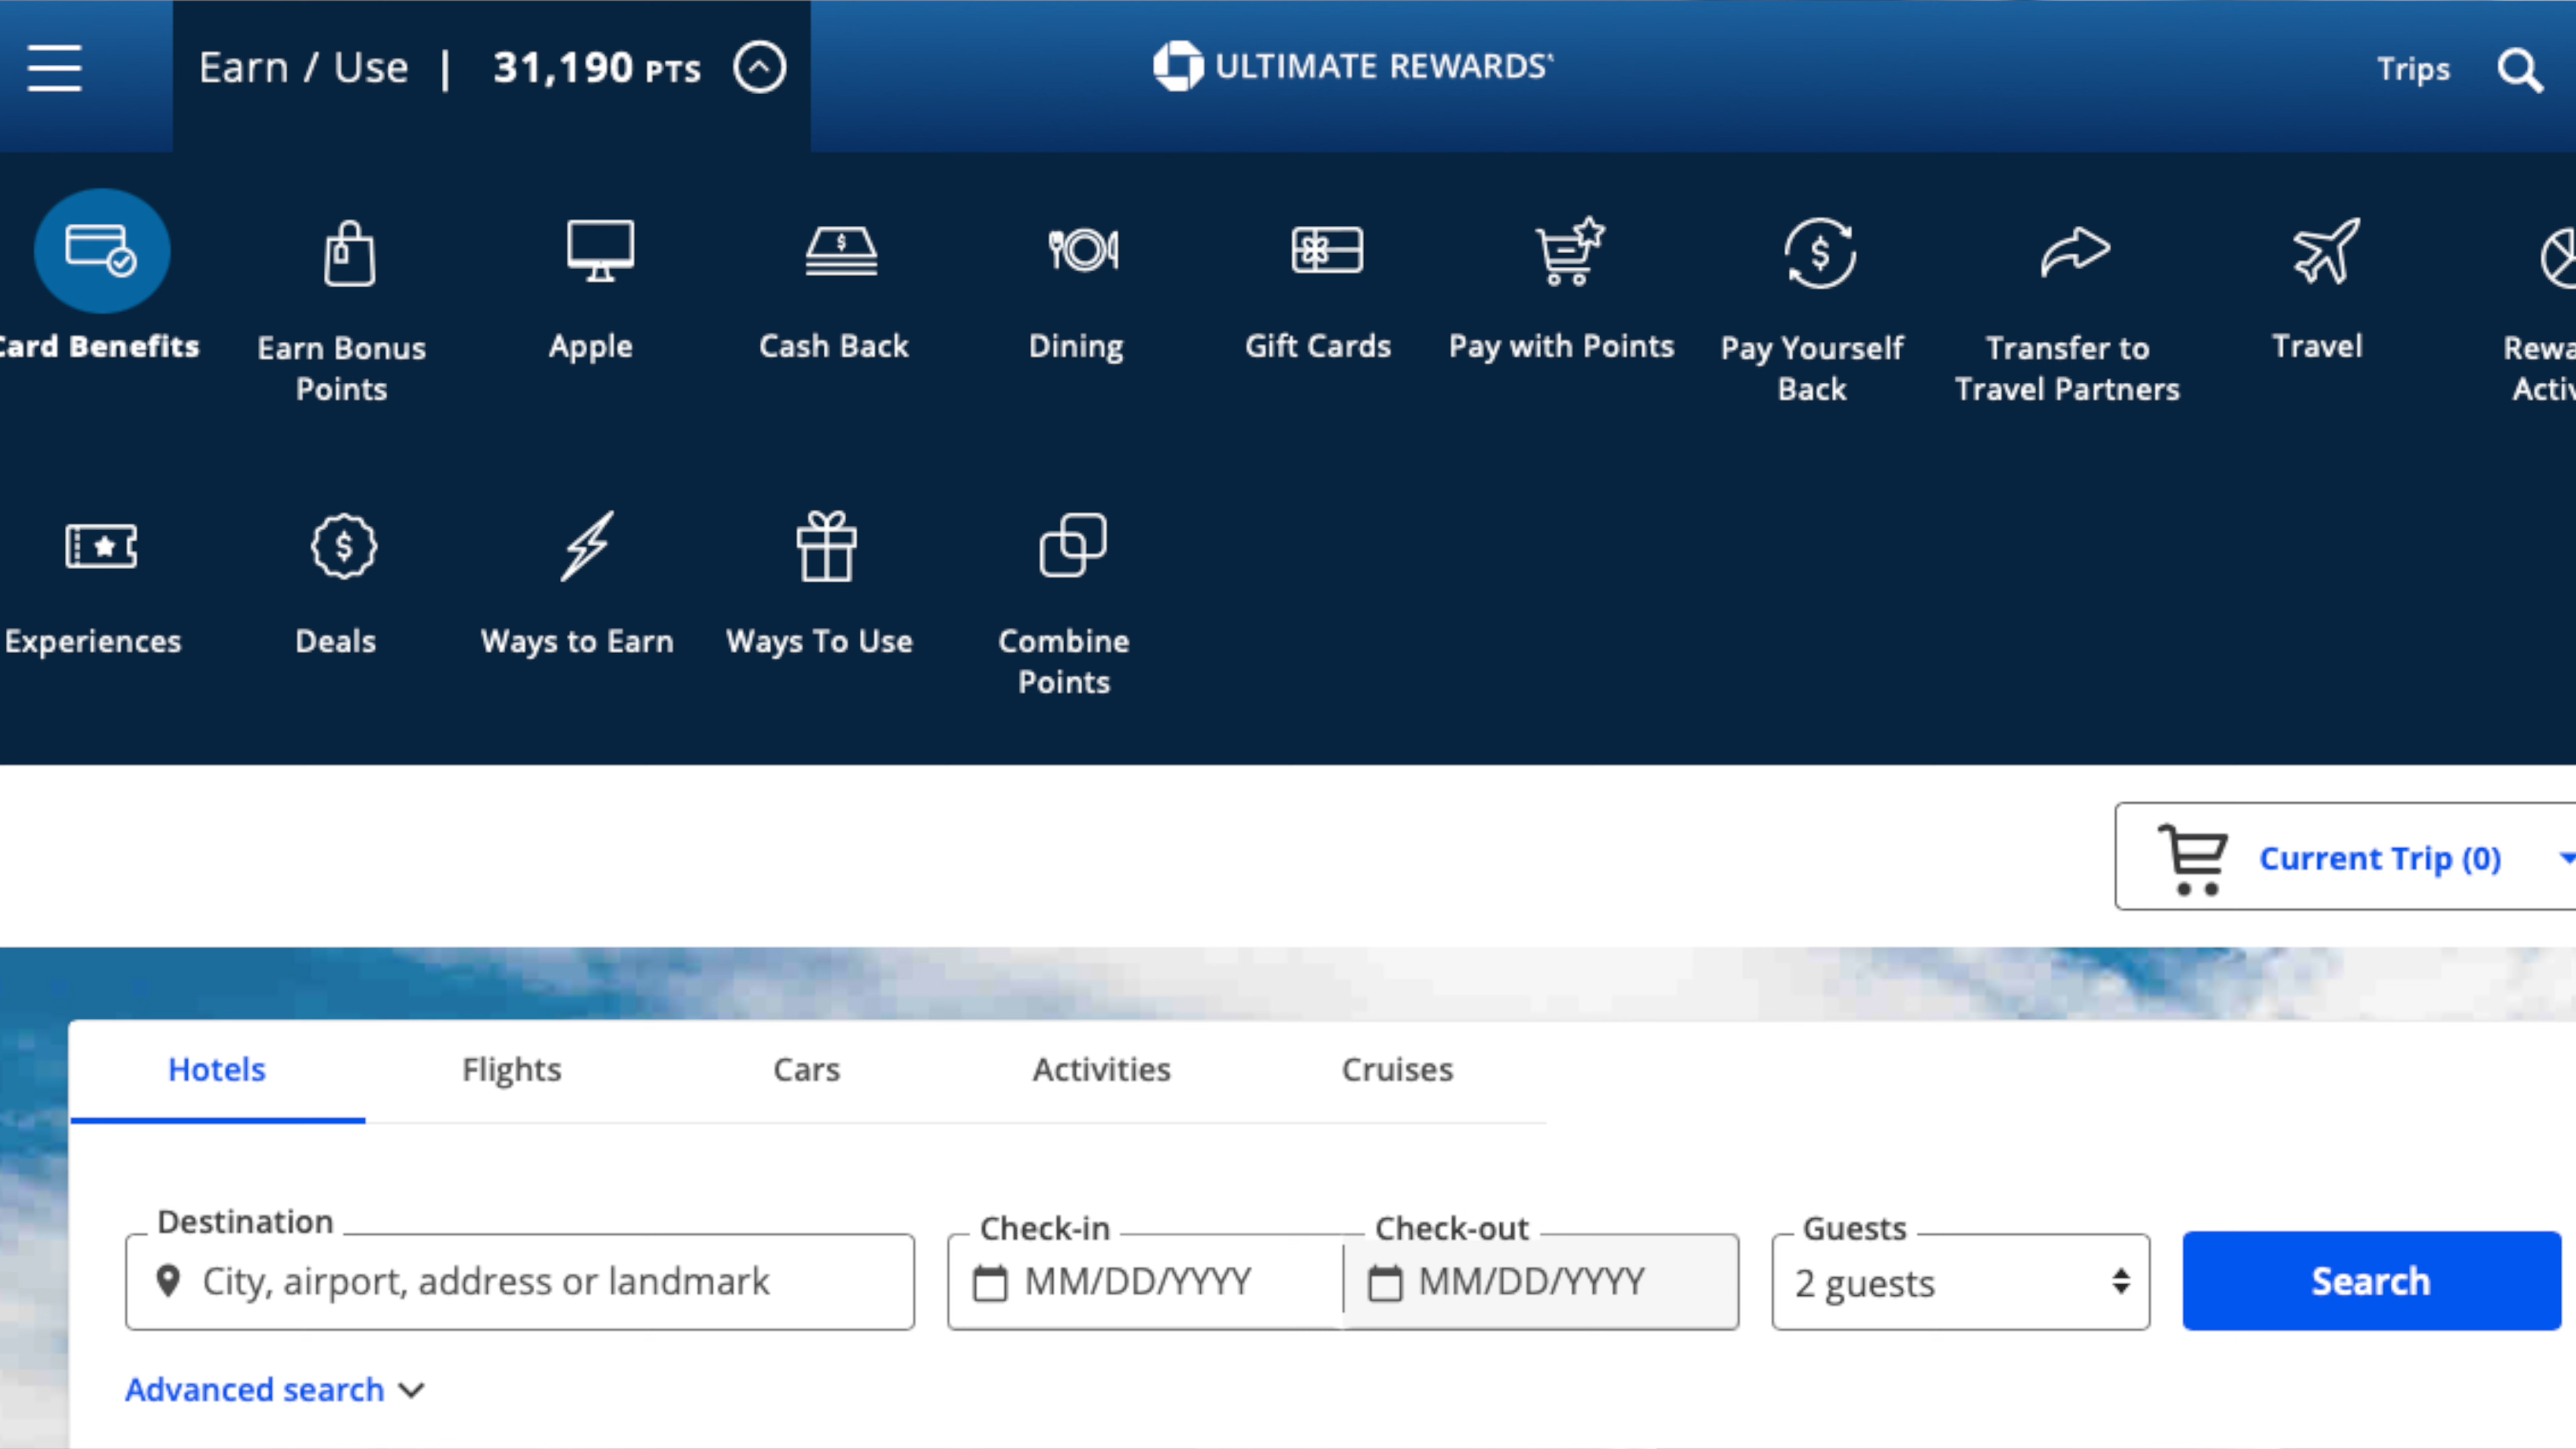 Earn / Use | 31,190 PTS
ULTIMATE REWARDS
Trips
Card Benefits
Earn Bonus
Points
Apple
Cash Back
Dining
Gift Cards
Pay with Points
Pay Yourself
Back
Transfer to
Travel Partners
Travel
Experiences
Deals
Ways to Earn
Ways To Use
Combine
Points
Current Trip (0)
Hotels
Flights
Cars
Activities
Cruises
Destination
City, airport, address or landmark
Check-in
MM/DD/YYYY
Check-out
MM/DD/YYYY
Guests
2 guests
Search
Advanced search